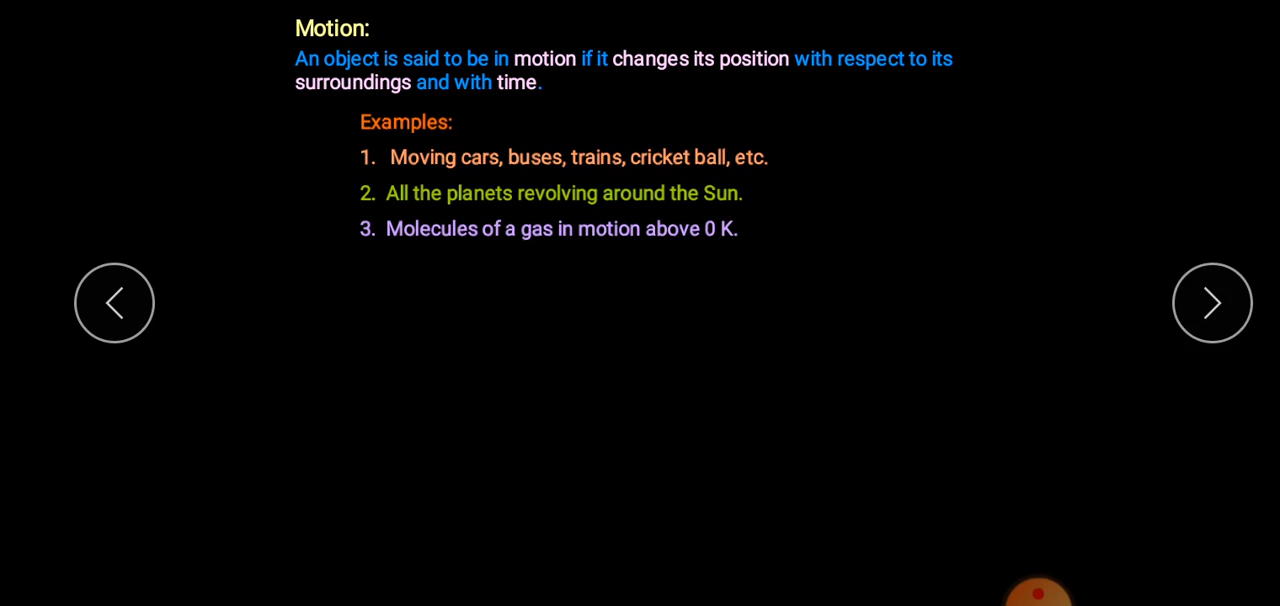 Motion:
An object is said to be in motion if it changes its position with respect to its
surroundings and with time.
Examples:
1. Moving cars, buses, trains, cricket ball, etc.
2. All the planets revolving around the Sun.
3. Molecules of a gas in motion above 0 K.